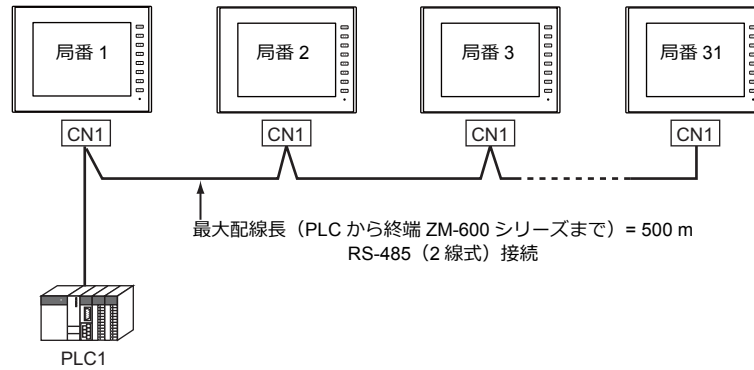 局番 1
局番 2
局番 3
局番 31
CN1
CN1
CN1
CN1
最大配線長（PLC から終端 ZM-600 シリーズまで）= 500 m
RS-485（2 線式）接続
PLC1